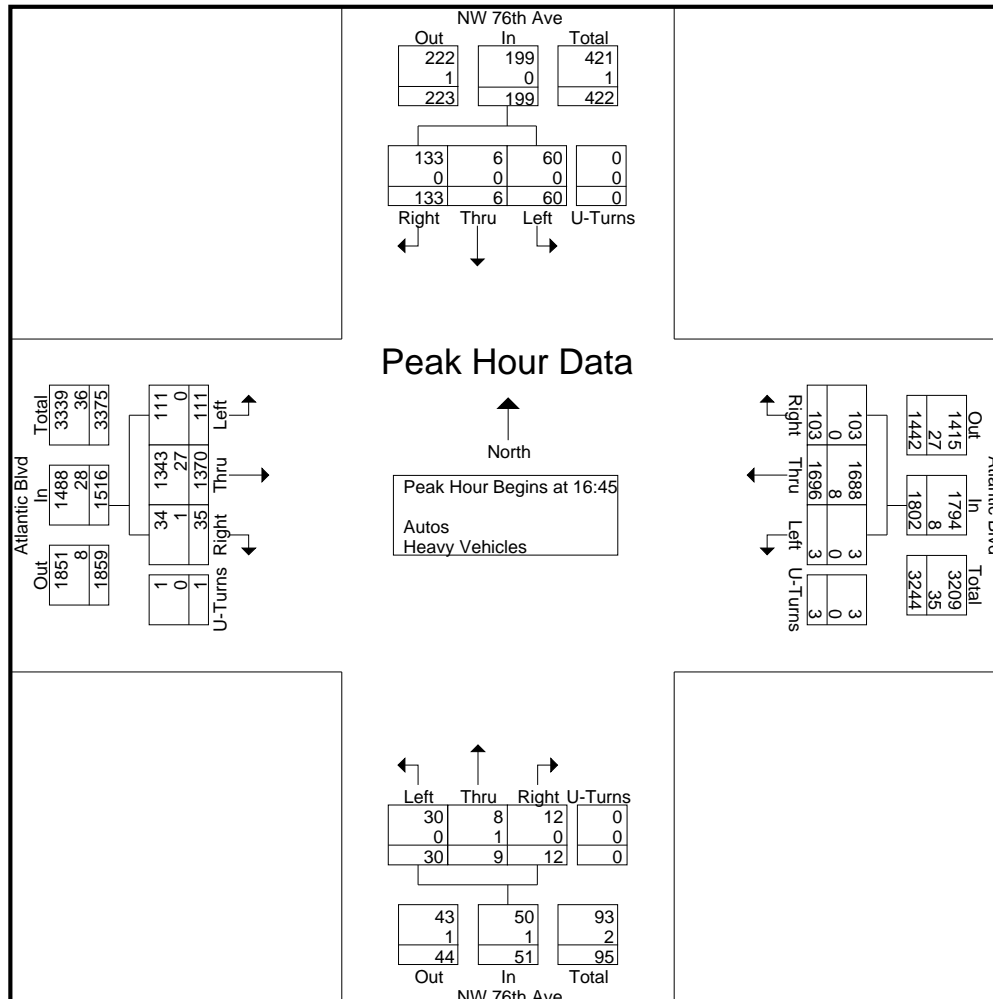 NW 76th Ave
Out In Total
222 199 421
1 0 1
223 199 422
133 6 60 0
0 0 0 0
133 6 60 0
Right Thru Left U-Turns
Peak Hour Data
North
Peak Hour Begins at 16:45
Autos
Heavy Vehicles
Atlantic Blvd
Out In Total
1851 1488 3339
8 28 36
1859 1516 3375
111 1343 34 1
0 27 1 0
111 1370 35 1
Left Thru Right U-Turns
Atlantic Blvd
Out In Total
1415 1794 3209
27 8 35
1442 1802 3244
103 1688 3 3
0 8 0 0
103 1696 3 3
Right Thru Left U-Turns
Left Thru Right U-Turns
30 8 12 0
0 1 0 0
30 9 12 0
43 50 93
1 1 2
44 51 95
Out In Total
NW 76th Ave